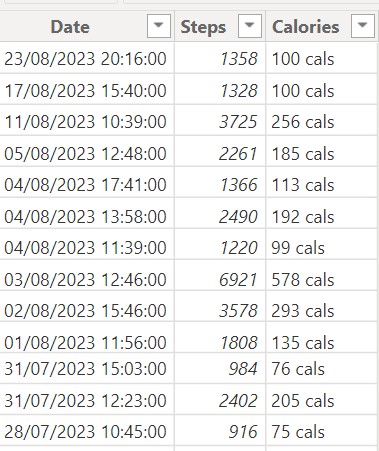 Date Steps Calories
23/08/2023 20:16:00 1358 100 cals
17/08/2023 15:40:00 1328 100 cals
11/08/2023 10:39:00 3725 256 cals
05/08/2023 12:48:00 2261 185 cals
04/08/2023 17:41:00 1366 113 cals
04/08/2023 13:58:00 2490 192 cals
04/08/2023 11:39:00 1220 99 cals
03/08/2023 12:46:00 6921 578 cals
02/08/2023 15:46:00 3578 293 cals
01/08/2023 11:56:00 1808 135 cals
31/07/2023 15:03:00 984 76 cals
31/07/2023 12:23:00 2402 205 cals
28/07/2023 10:45:00 916 75 cals